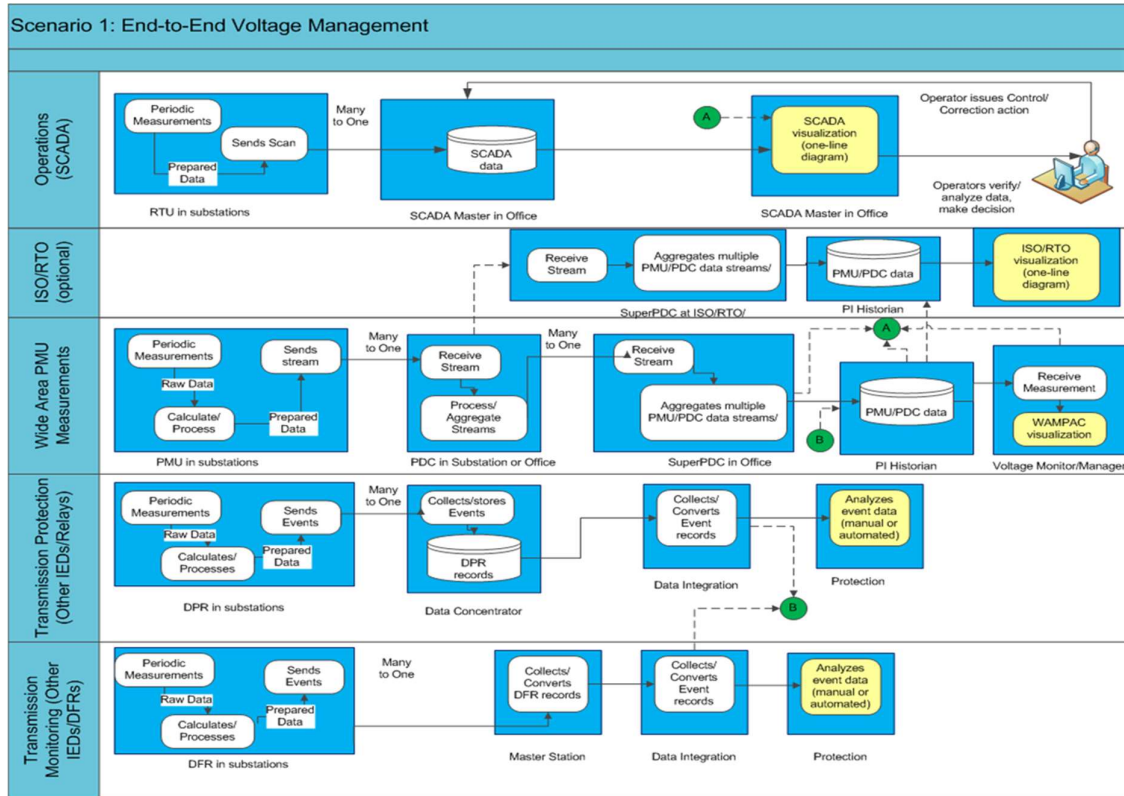 Scenario 1: End-to-End Voltage Management
Operations
(SCADA)
Periodic
Measurements
Prepared
Data
Sends Scan
RTU in substations
Many
to One
SCADA
data
SCADA Master in Office
A
SCADA
visualization
(one-line
diagram)
SCADA Master in Office
Operator issues Control/
Correction action
Operators verify/
analyze data,
make decision
ISO/RTO
(optional)
Receive
Stream
Aggregates multiple
PMU/PDC data streams/
SuperPDC at ISO/RTO/
PMU/PDC data
PI Historian
ISO/RTO
visualization
(one-line
diagram)
Wide Area PMU
Measurements
Periodic
Measurements
Raw Data
Calculate/
Process
Prepared
Data
Sends
stream
PMU in substations
Many
to One
Receive
Stream
Process/
Aggregate
Streams
PDC in Substation or Office
Many
to One
Receive
Stream
Aggregates multiple
PMU/PDC data streams/
SuperPDC in Office
A
B
PMU/PDC data
PI Historian
Receive
Measurement
WAMPAC
visualization
Voltage Monitor/Manager
Transmission Protection
(Other IEDs/Relays)
Periodic
Measurements
Raw Data
Calculates/
Processes
Prepared
Data
Sends
Events
DPR in substations
Many
to One
Collects/stores
Events
DPR
records
Data Concentrator
Collects/
Converts
Event
records
Data Integration
Analyzes
event data
(manual or
automated)
Protection
B
Transmission
Monitoring (Other
IEDs/DFRs)
Periodic
Measurements
Raw Data
Calculates/
Processes
Prepared
Data
Sends
Events
DFR in substations
Many
to One
Collects/
Converts
DFR records
Master Station
Collects/
Converts
Event
records
Data Integration
Analyzes
event data
(manual or
automated)
Protection